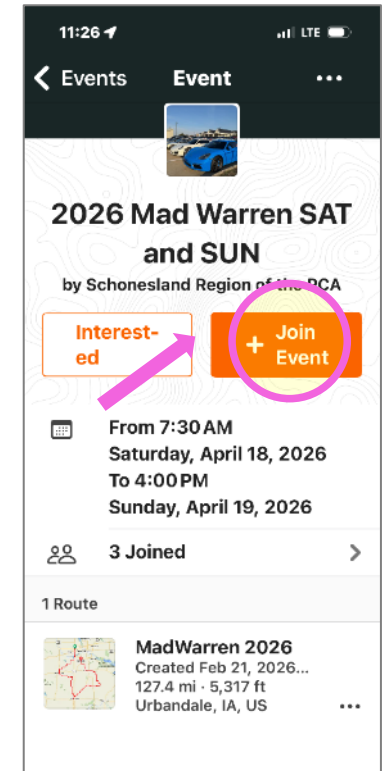 11:26 LTE
Events Event ...
2026 Mad Warren SAT
and SUN
by Schonesland Region of the PCA
Interest-
ed
+ Join
Event
From 7:30 AM
Saturday, April 18, 2026
To 4:00 PM
Sunday, April 19, 2026
3 Joined >
1 Route
MadWarren 2026
Created Feb 21, 2026...
127.4 mi · 5,317 ft
Urbandale, IA, US ...